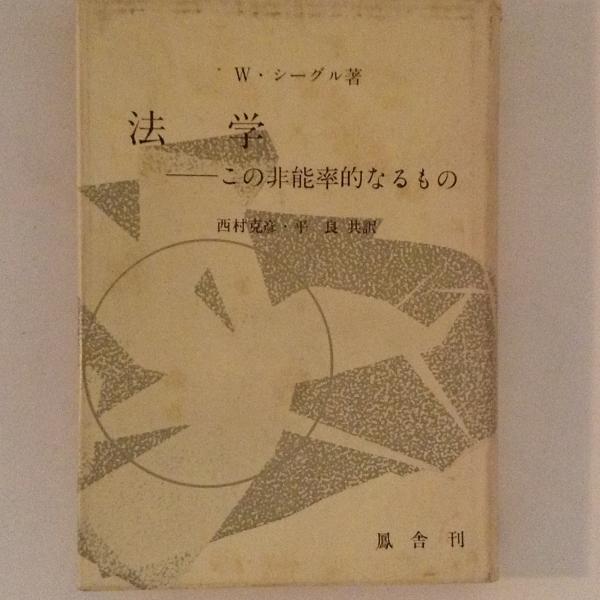 W・シーグル著
法 学
──この非能率的なるもの
西村克彦・平 良 共訳
鳳舎刊